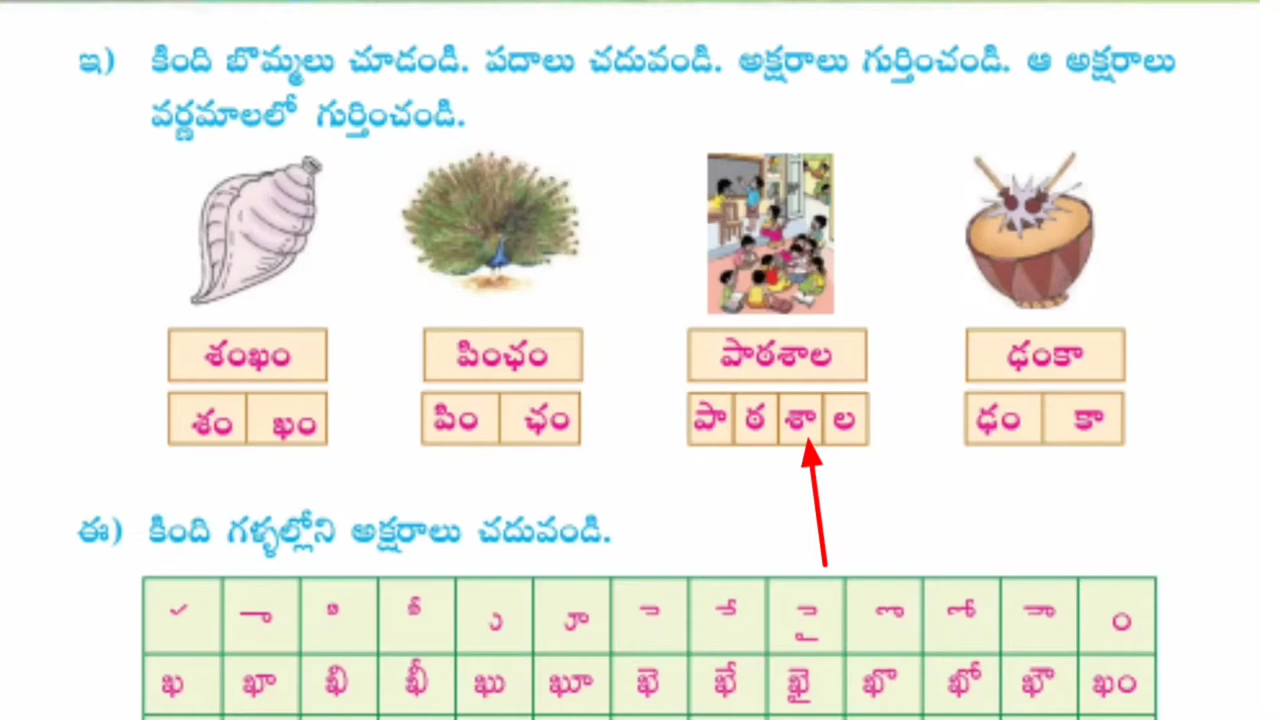 ఇ) కింది బొమ్మలు చూడండి. పదాలు చదువండి. అక్షరాలు గుర్తించండి. ఆ అక్షరాలు
వర్ణమాలలో గుర్తించండి.
శంఖం పింఛం పాఠశాల ఢంకా
శం ఖం పిం ఛం పా ఠ శా ల ఢం కా
ఈ) కింది గళ్ళల్లోని అక్షరాలు చదువండి.
✓ ా ి ీ ు ూ ె ే ై ొ ో ౌ ం
ఖ ఖా ఖి ఖీ ఖు ఖూ ఖె ఖే ఖై ఖొ ఖో ఖౌ ఖం